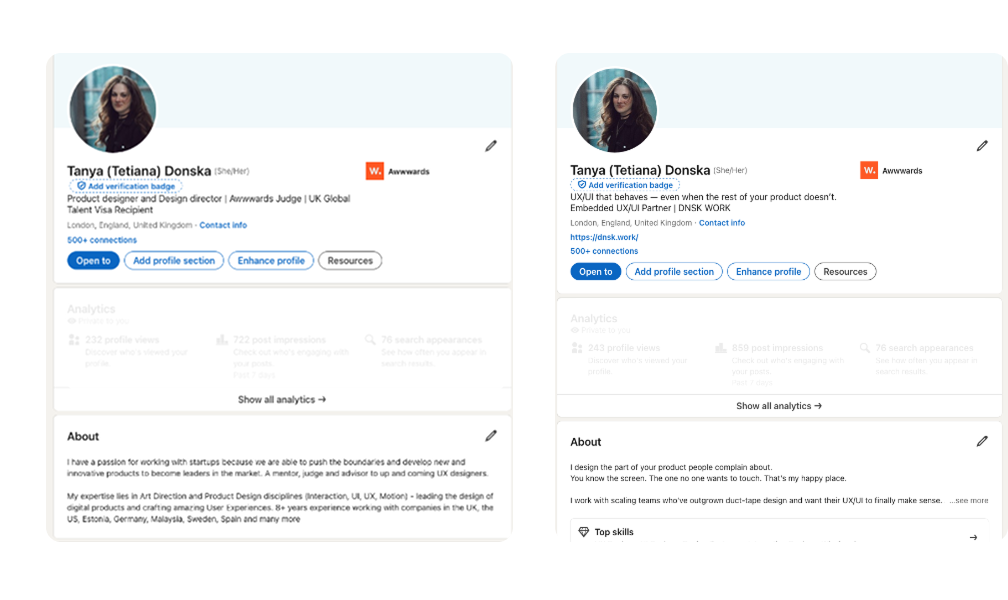 Tanya (Tetiana) Donska (She/Her)
W. Awwwards
Add verification badge
Product designer and Design director | Awwwards Judge | UK Global
Talent Visa Recipient
London, England, United Kingdom · Contact info
500+ connections
Open to
Add profile section
Enhance profile
Resources
Analytics
Private to you
232 profile views
Discover who's viewed your
profile.
722 post impressions
Check out who's engaging with
your posts.
Past 7 days
76 search appearances
See how often you appear in
search results.
Show all analytics →
About
I have a passion for working with startups because we are able to push the boundaries and develop new and
innovative products to become leaders in the market. A mentor, judge and advisor to up and coming UX designers.
My expertise lies in Art Direction and Product Design disciplines (Interaction, UI, UX, Motion) - leading the design of
digital products and crafting amazing User Experiences. 8+ years experience working with companies in the UK, the
US, Estonia, Germany, Malaysia, Sweden, Spain and many more
Tanya (Tetiana) Donska (She/Her)
W. Awwwards
Add verification badge
UX/UI that behaves — even when the rest of your product doesn't.
Embedded UX/UI Partner | DNSK WORK
London, England, United Kingdom · Contact info
https://dnsk.work/
500+ connections
Open to
Add profile section
Enhance profile
Resources
Analytics
Private to you
243 profile views
Discover who's viewed your
profile.
859 post impressions
Check out who's engaging with
your posts.
Past 7 days
76 search appearances
See how often you appear in
search results.
Show all analytics →
About
I design the part of your product people complain about.
You know the screen. The one no one wants to touch. That's my happy place.
I work with scaling teams who've outgrown duct-tape design and want their UX/UI to finally make sense. ...see more
Top skills